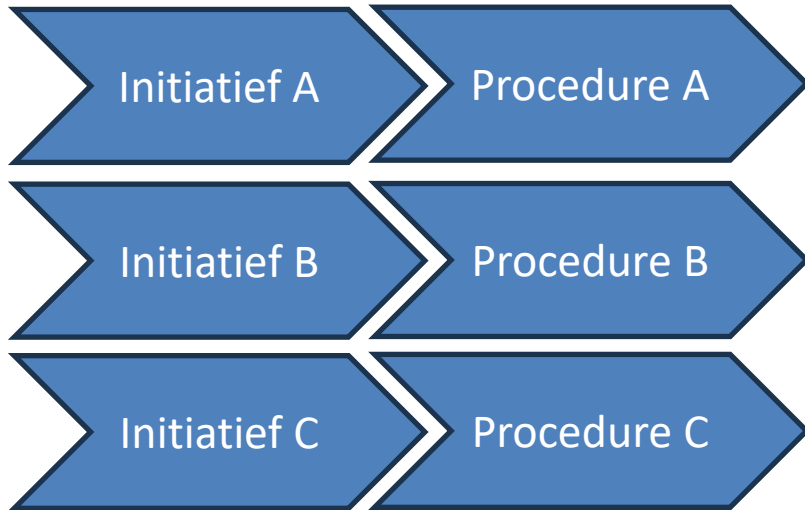 Initiatief A
Procedure A
Initiatief B
Procedure B
Initiatief C
Procedure C